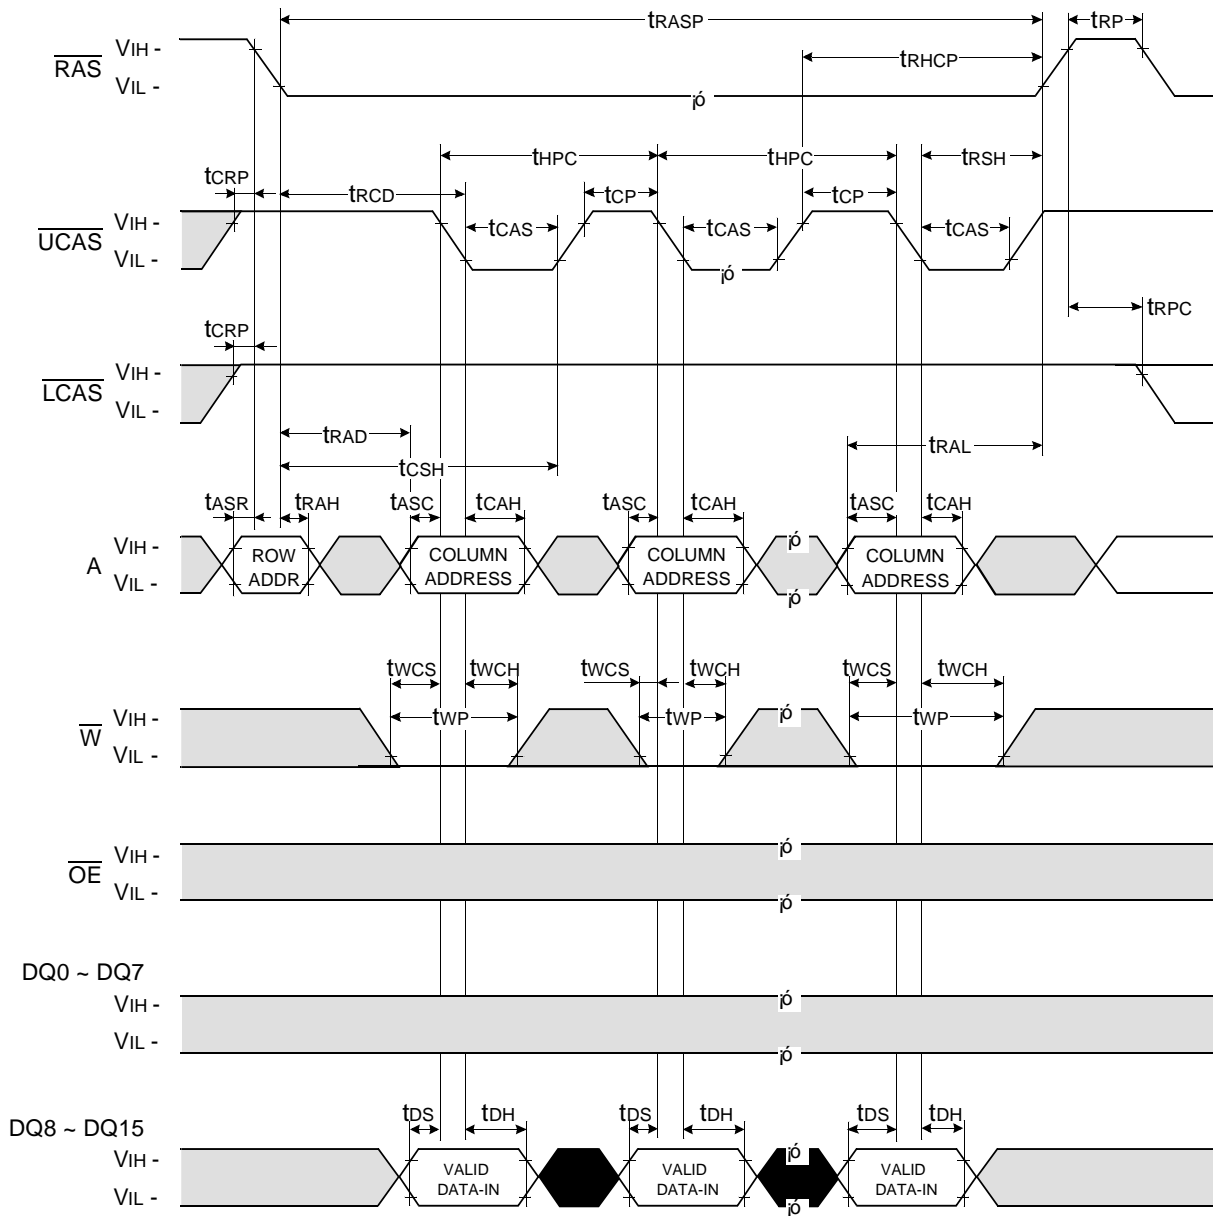 tRASP tRP
RAS VIH - tRHCP
VIL - ¡ó
tHPC tHPC tRSH
tCRP tRCD tCP tCP
UCAS VIH - tCAS tCAS tCAS
VIL - ¡ó
tCRP tRPC
LCAS VIH -
VIL -
tRAD tRAL
tCSH
tASR tRAH tASC tCAH tASC tCAH tASC tCAH
A VIH - ROW ADDR COLUMN ADDRESS COLUMN ADDRESS ¡ó COLUMN ADDRESS
VIL - ¡ó
tWCS tWCH tWCS tWCH tWCS tWCH
W VIH - tWP tWP ¡ó tWP
VIL -
OE VIH - ¡ó
VIL - ¡ó
DQ0 ~ DQ7
VIH - ¡ó
VIL - ¡ó
DQ8 ~ DQ15 tDS tDH tDS tDH tDS tDH
VIH - VALID DATA-IN VALID DATA-IN ¡ó VALID DATA-IN
VIL - ¡ó